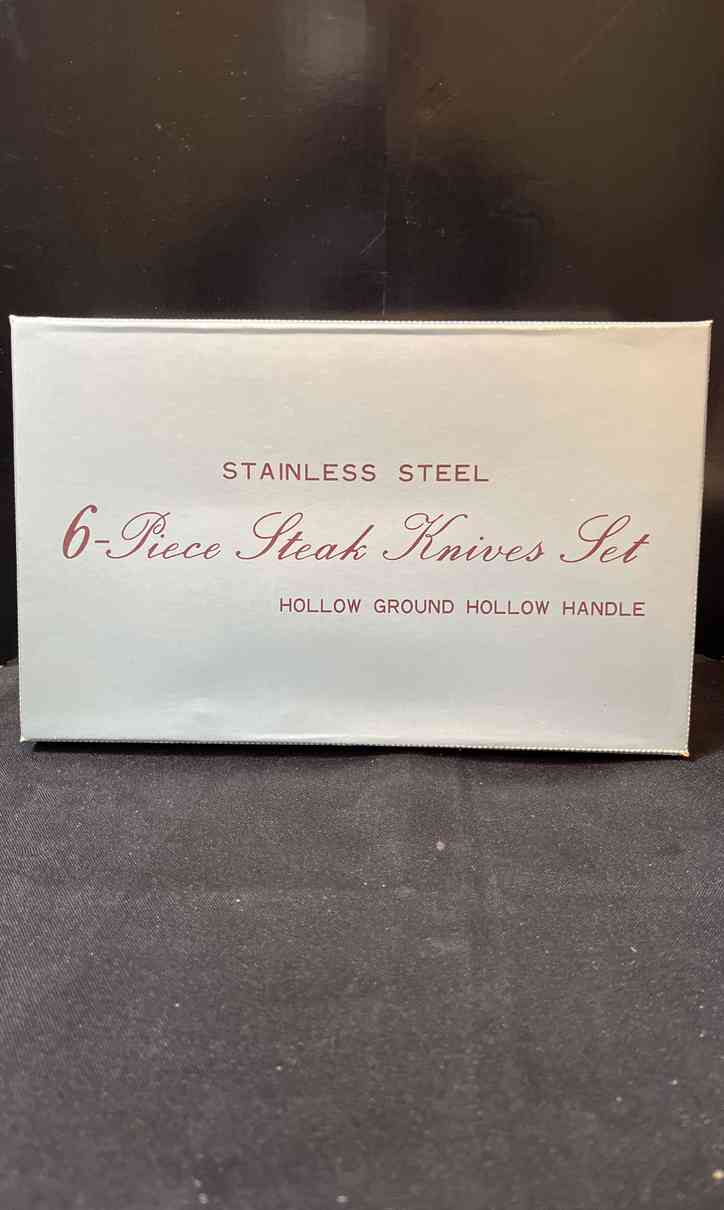 STAINLESS STEEL
6-Piece Steak Knives Set
HOLLOW GROUND HOLLOW HANDLE